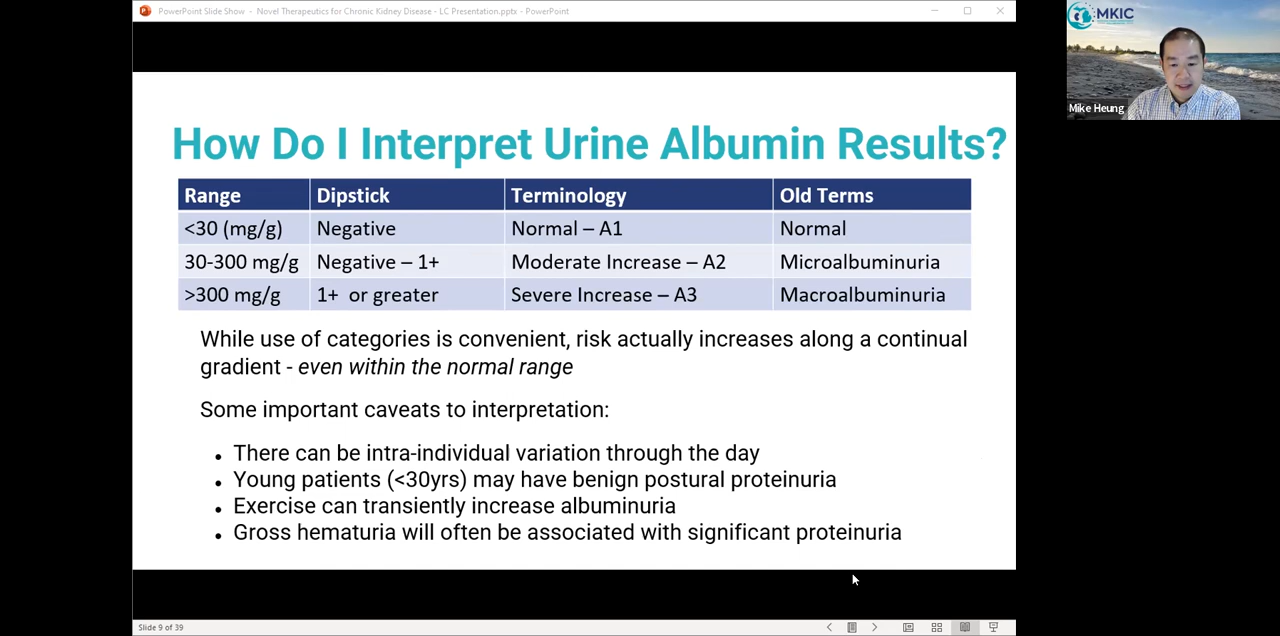 PowerPoint Slide Show - Novel Therapeutics for Chronic Kidney Disease - LC Presentation.pptx - PowerPoint
MKIC
Mike Heung
How Do I Interpret Urine Albumin Results?
Range Dipstick Terminology Old Terms
<30 (mg/g) Negative Normal – A1 Normal
30-300 mg/g Negative – 1+ Moderate Increase – A2 Microalbuminuria
>300 mg/g 1+ or greater Severe Increase – A3 Macroalbuminuria
While use of categories is convenient, risk actually increases along a continual
gradient - even within the normal range
Some important caveats to interpretation:
• There can be intra-individual variation through the day
• Young patients (<30yrs) may have benign postural proteinuria
• Exercise can transiently increase albuminuria
• Gross hematuria will often be associated with significant proteinuria
Slide 9 of 39